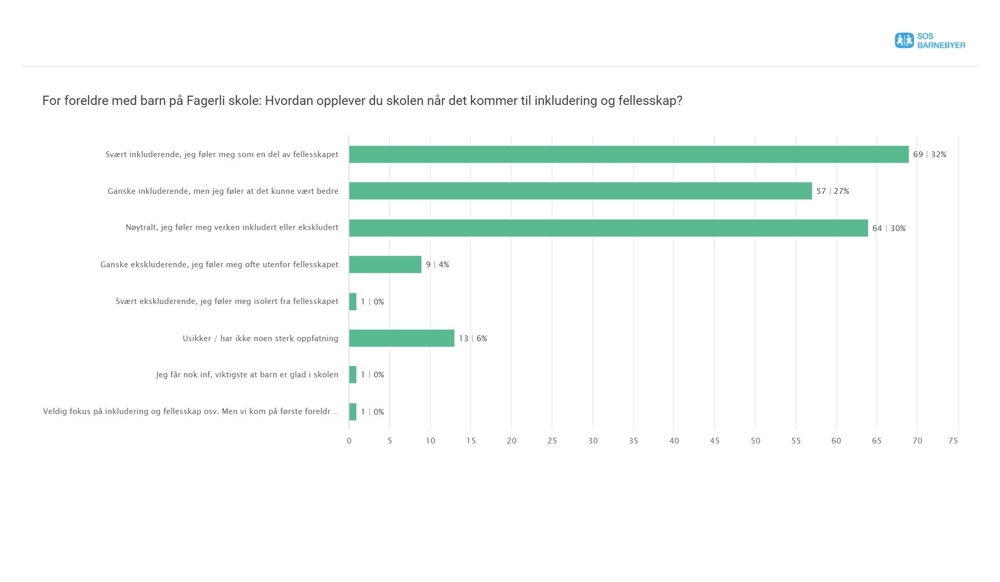 SOS
BARNEBYER
For foreldre med barn på Fagerli skole: Hvordan opplever du skolen når det kommer til inkludering og fellesskap?
Svært inkluderende, jeg føler meg som en del av fellesskapet
69 | 32%
Ganske inkluderende, men jeg føler at det kunne vært bedre
57 | 27%
Nøytralt, jeg føler meg verken inkludert eller ekskludert
64 | 30%
Ganske ekskluderende, jeg føler meg ofte utenfor fellesskapet
9 | 4%
Svært ekskluderende, jeg føler meg isolert fra fellesskapet
1 | 0%
Usikker / har ikke noen sterk oppfatning
13 | 6%
Jeg får nok inf, viktigste at barn er glad i skolen
1 | 0%
Veldig fokus på inkludering og fellesskap osv. Men vi kom på første foreldr…
1 | 0%
0 5 10 15 20 25 30 35 40 45 50 55 60 65 70 75